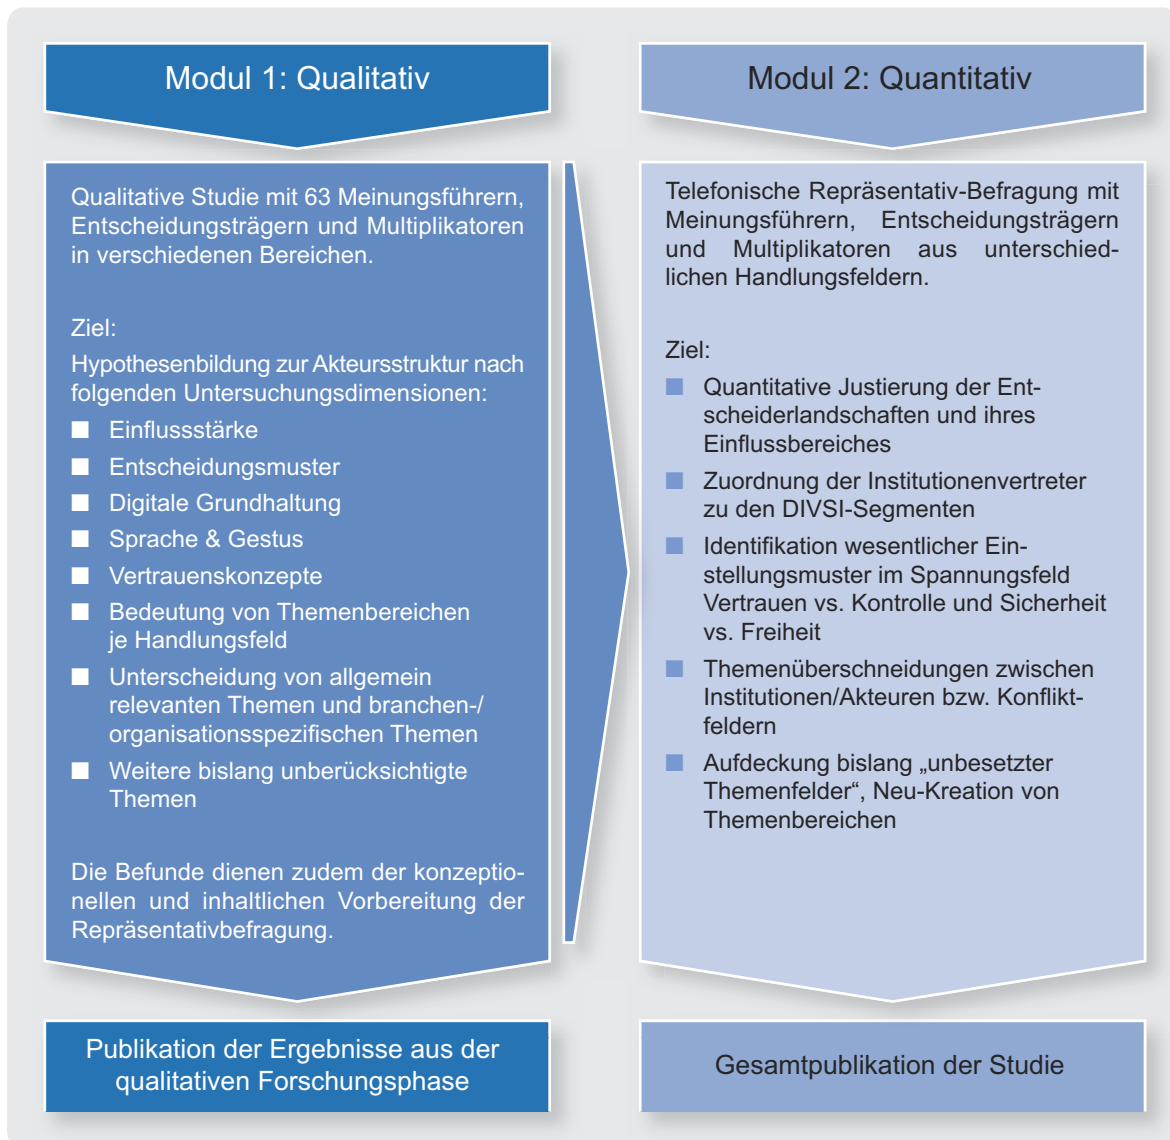 Modul 1: Qualitativ
Qualitative Studie mit 63 Meinungsführern,
Entscheidungsträgern und Multiplikatoren
in verschiedenen Bereichen.
Ziel:
Hypothesenbildung zur Akteursstruktur nach
folgenden Untersuchungsdimensionen:
■ Einflussstärke
■ Entscheidungsmuster
■ Digitale Grundhaltung
■ Sprache & Gestus
■ Vertrauenskonzepte
■ Bedeutung von Themenbereichen
je Handlungsfeld
■ Unterscheidung von allgemein
relevanten Themen und branchen-/
organisationsspezifischen Themen
■ Weitere bislang unberücksichtigte
Themen
Die Befunde dienen zudem der konzeptio-
nellen und inhaltlichen Vorbereitung der
Repräsentativbefragung.
Publikation der Ergebnisse aus der
qualitativen Forschungsphase
Modul 2: Quantitativ
Telefonische Repräsentativ-Befragung mit
Meinungsführern, Entscheidungsträgern
und Multiplikatoren aus unterschied-
lichen Handlungsfeldern.
Ziel:
■ Quantitative Justierung der Ent-
scheiderlandschaften und ihres
Einflussbereiches
■ Zuordnung der Institutionenvertreter
zu den DIVSI-Segmenten
■ Identifikation wesentlicher Ein-
stellungsmuster im Spannungsfeld
Vertrauen vs. Kontrolle und Sicherheit
vs. Freiheit
■ Themenüberschneidungen zwischen
Institutionen/Akteuren bzw. Konflikt-
feldern
■ Aufdeckung bislang „unbesetzter
Themenfelder“, Neu-Kreation von
Themenbereichen
Gesamtpublikation der Studie